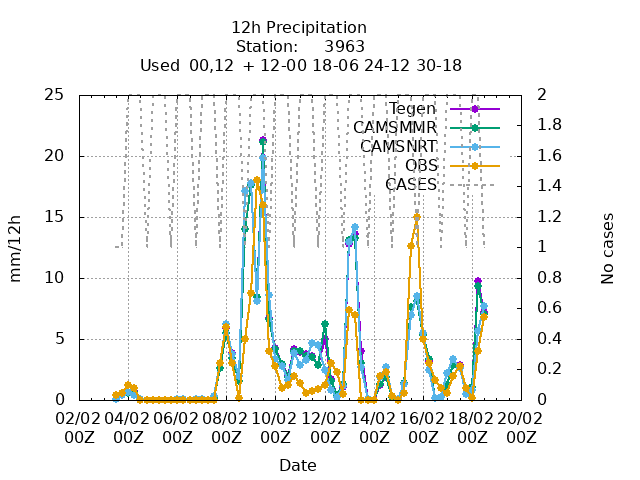 12h Precipitation
Station: 3963
Used 00,12 + 12-00 18-06 24-12 30-18
25
20
15
10
5
0
mm/12h
2
1.8
1.6
1.4
1.2
1
0.8
0.6
0.4
0.2
0
No cases
Tegen
CAMSMMR
CAMSNRT
OBS
CASES
02/02 04/02 06/02 08/02 10/02 12/02 14/02 16/02 18/02 20/02
00Z 00Z 00Z 00Z 00Z 00Z 00Z 00Z 00Z 00Z
Date